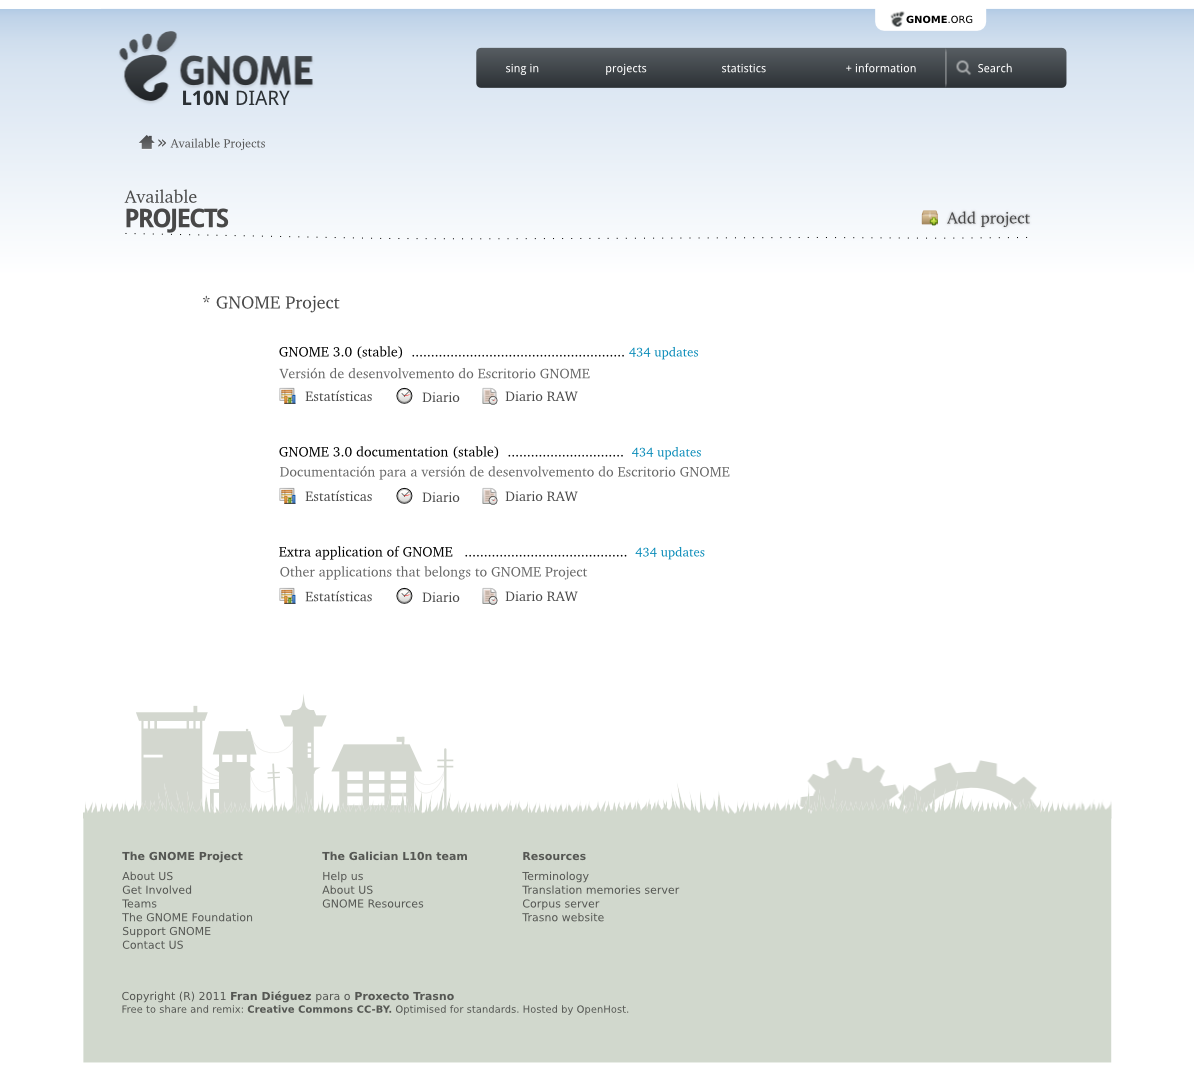 GNOME.ORG
GNOME
L10N DIARY
sing in projects statistics + information Search
» Available Projects
Available
PROJECTS
Add project
* GNOME Project
GNOME 3.0 (stable) ....................................................... 434 updates
Versión de desenvolvemento do Escritorio GNOME
Estatísticas Diario Diario RAW
GNOME 3.0 documentation (stable) .............................. 434 updates
Documentación para a versión de desenvolvemento do Escritorio GNOME
Estatísticas Diario Diario RAW
Extra application of GNOME .......................................... 434 updates
Other applications that belongs to GNOME Project
Estatísticas Diario Diario RAW
The GNOME Project
About US
Get Involved
Teams
The GNOME Foundation
Support GNOME
Contact US
The Galician L10n team
Help us
About US
GNOME Resources
Resources
Terminology
Translation memories server
Corpus server
Trasno website
Copyright (R) 2011 Fran Diéguez para o Proxecto Trasno
Free to share and remix: Creative Commons CC-BY. Optimised for standards. Hosted by OpenHost.